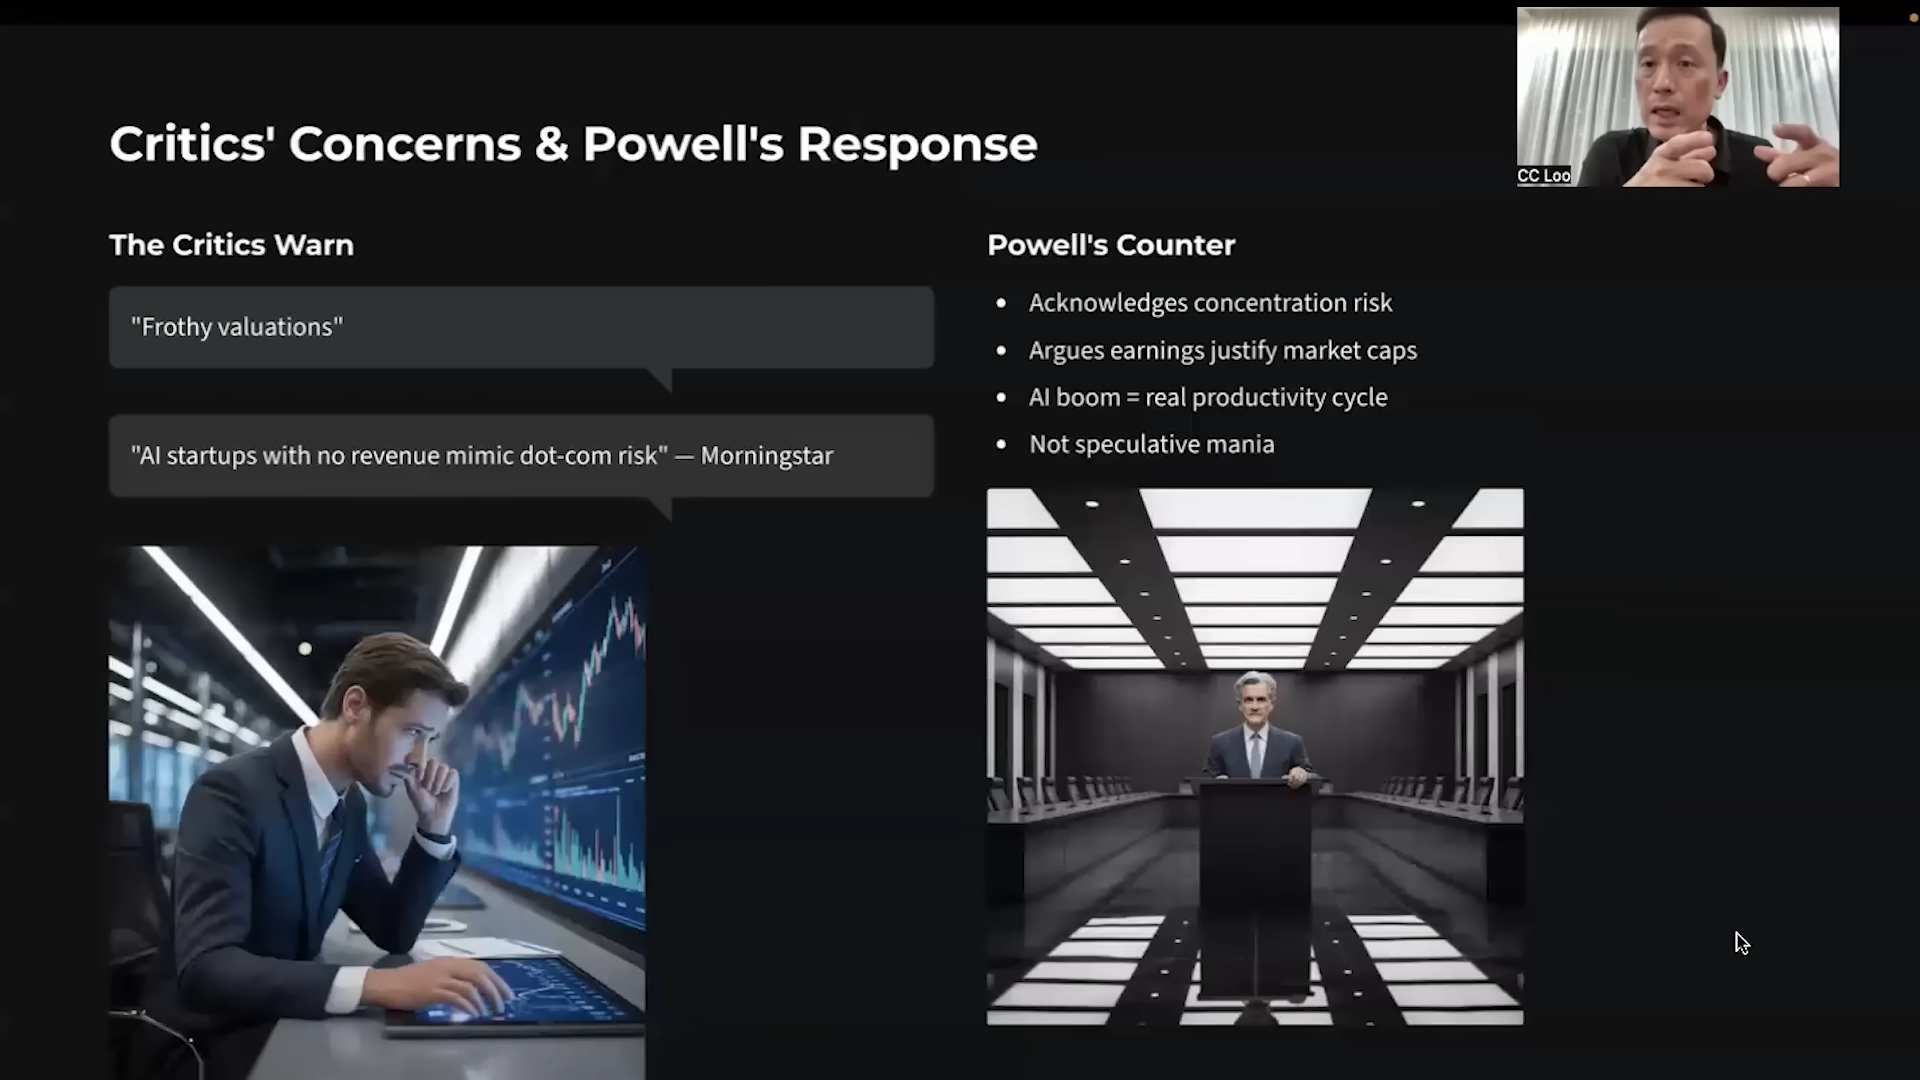 CC Loo
Critics' Concerns & Powell's Response
The Critics Warn
"Frothy valuations"
"AI startups with no revenue mimic dot-com risk" — Morningstar
Powell's Counter
• Acknowledges concentration risk
• Argues earnings justify market caps
• AI boom = real productivity cycle
• Not speculative mania